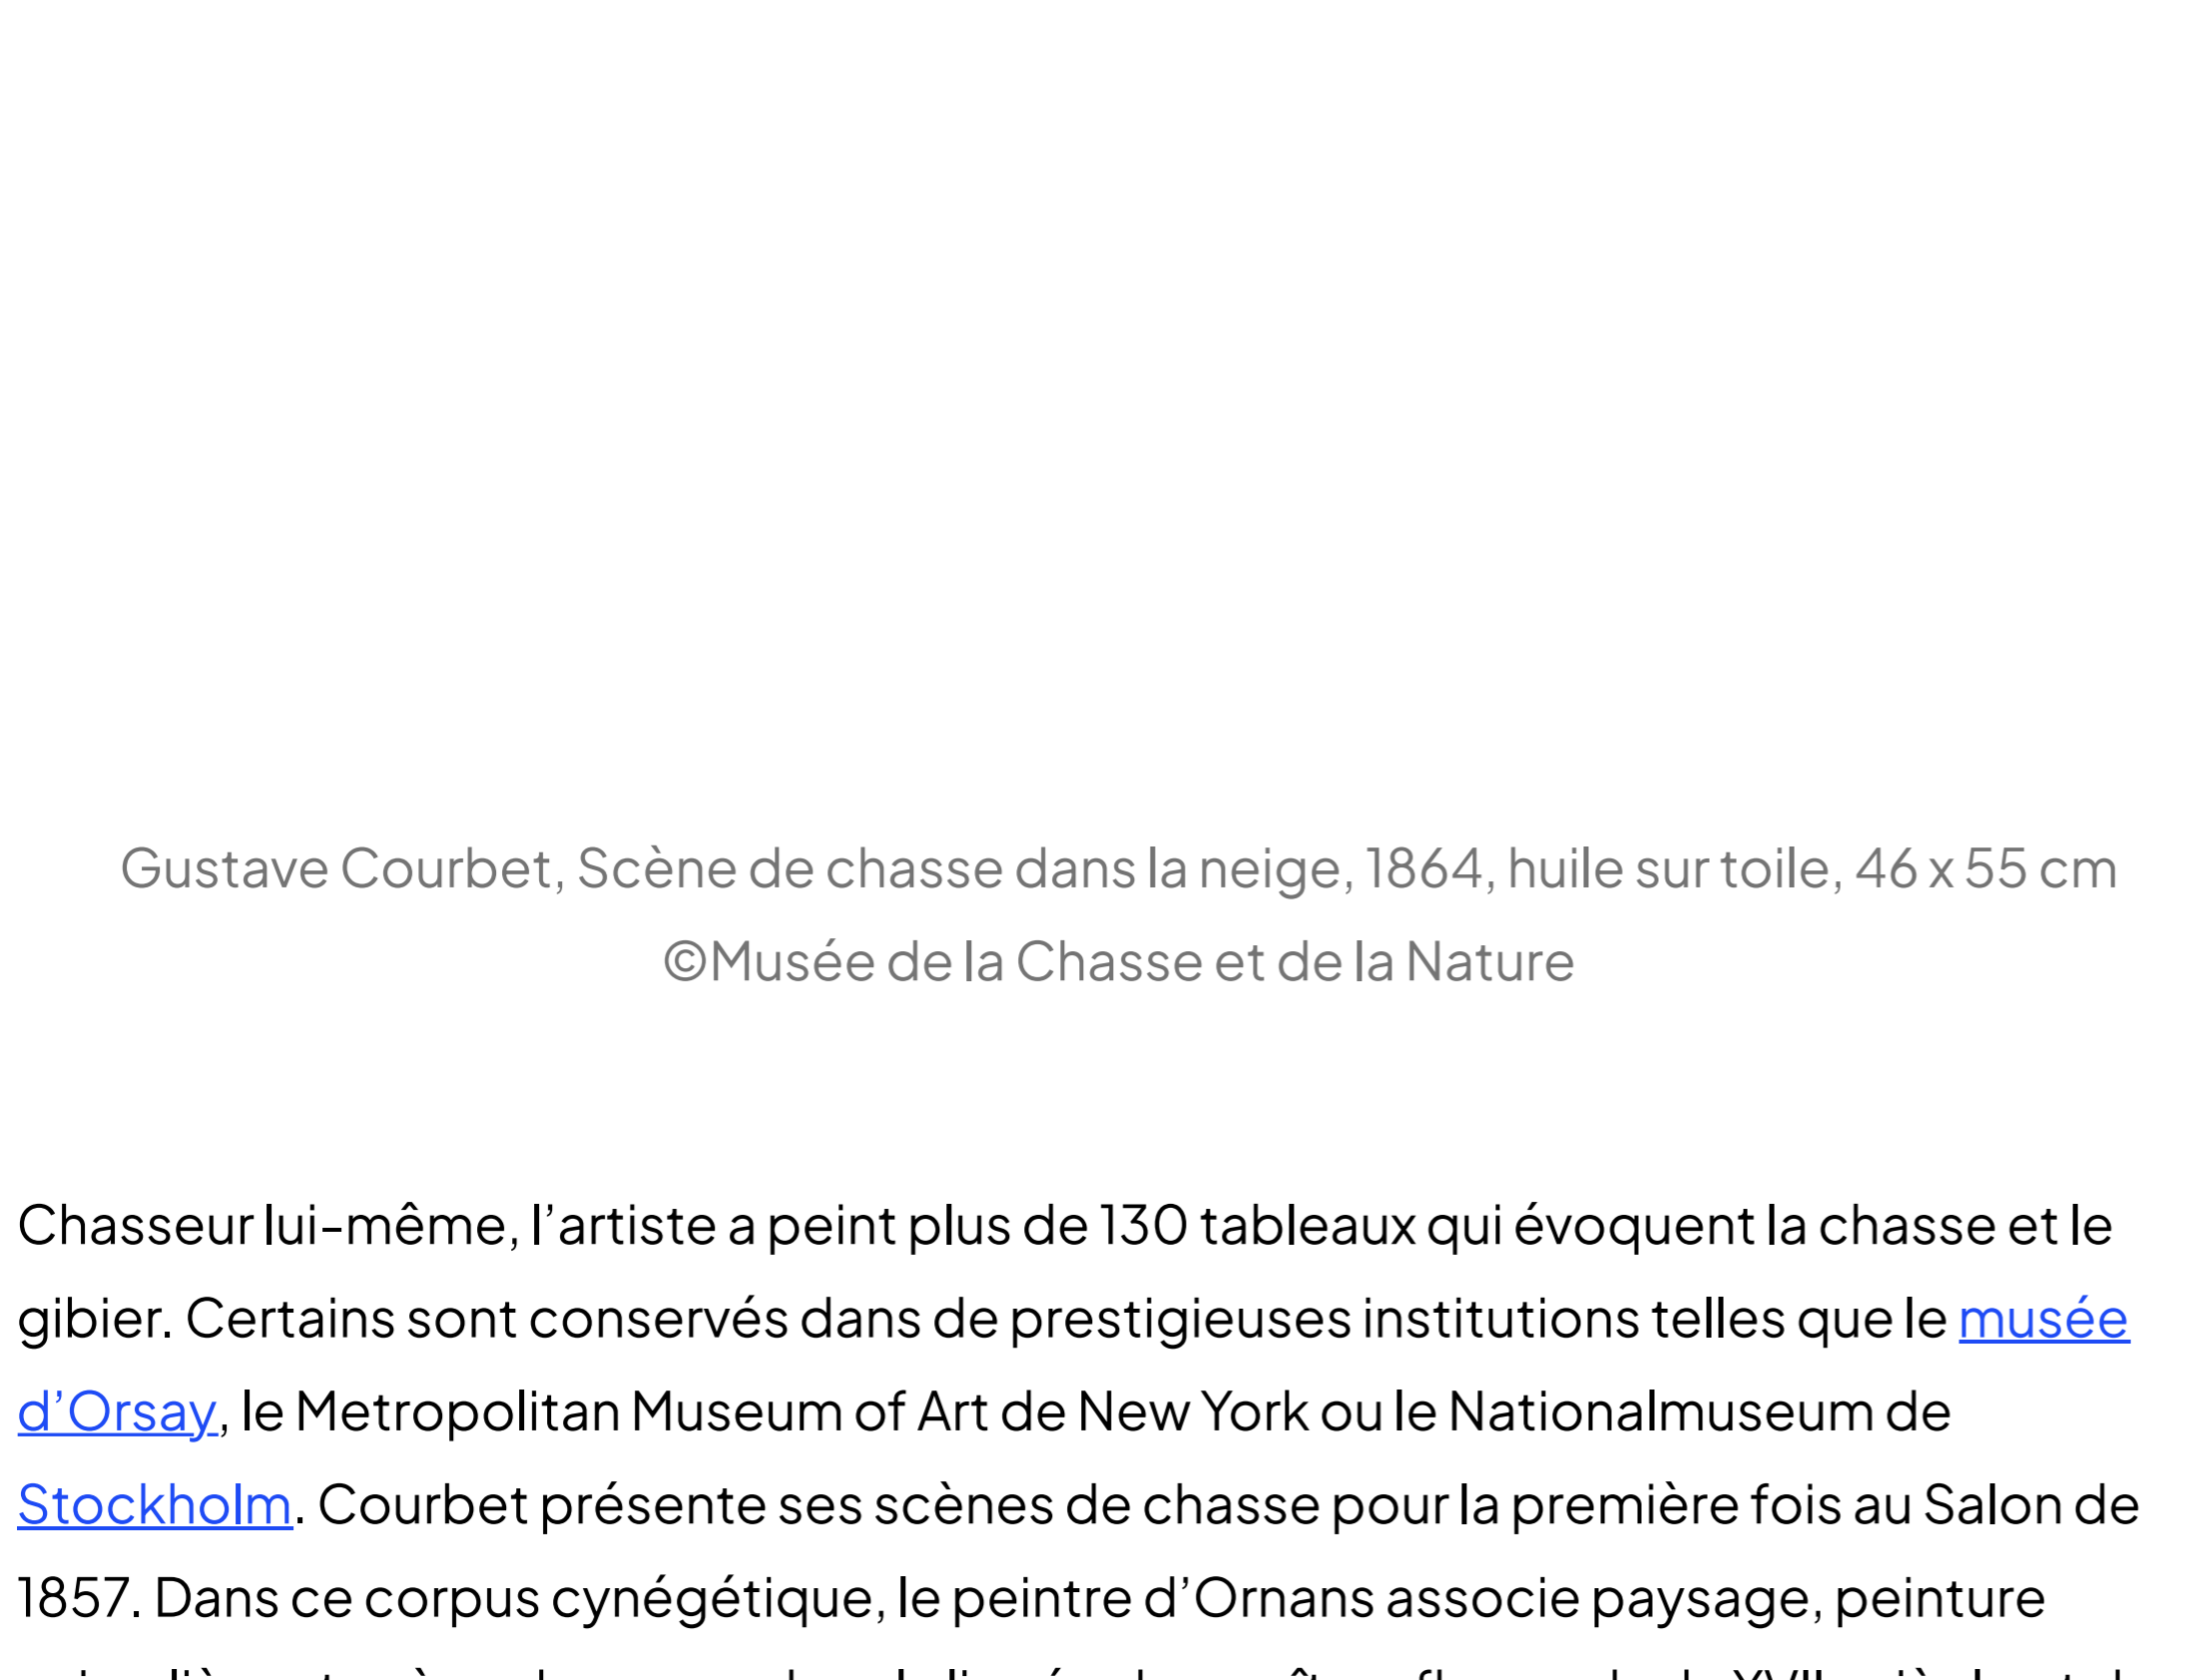 Gustave Courbet, Scène de chasse dans la neige, 1864, huile sur toile, 46 x 55 cm
©Musée de la Chasse et de la Nature
Chasseur lui-même, l’artiste a peint plus de 130 tableaux qui évoquent la chasse et le
gibier. Certains sont conservés dans de prestigieuses institutions telles que le musée
d’Orsay, le Metropolitan Museum of Art de New York ou le Nationalmuseum de
Stockholm. Courbet présente ses scènes de chasse pour la première fois au Salon de
1857. Dans ce corpus cynégétique, le peintre d’Ornans associe paysage, peinture